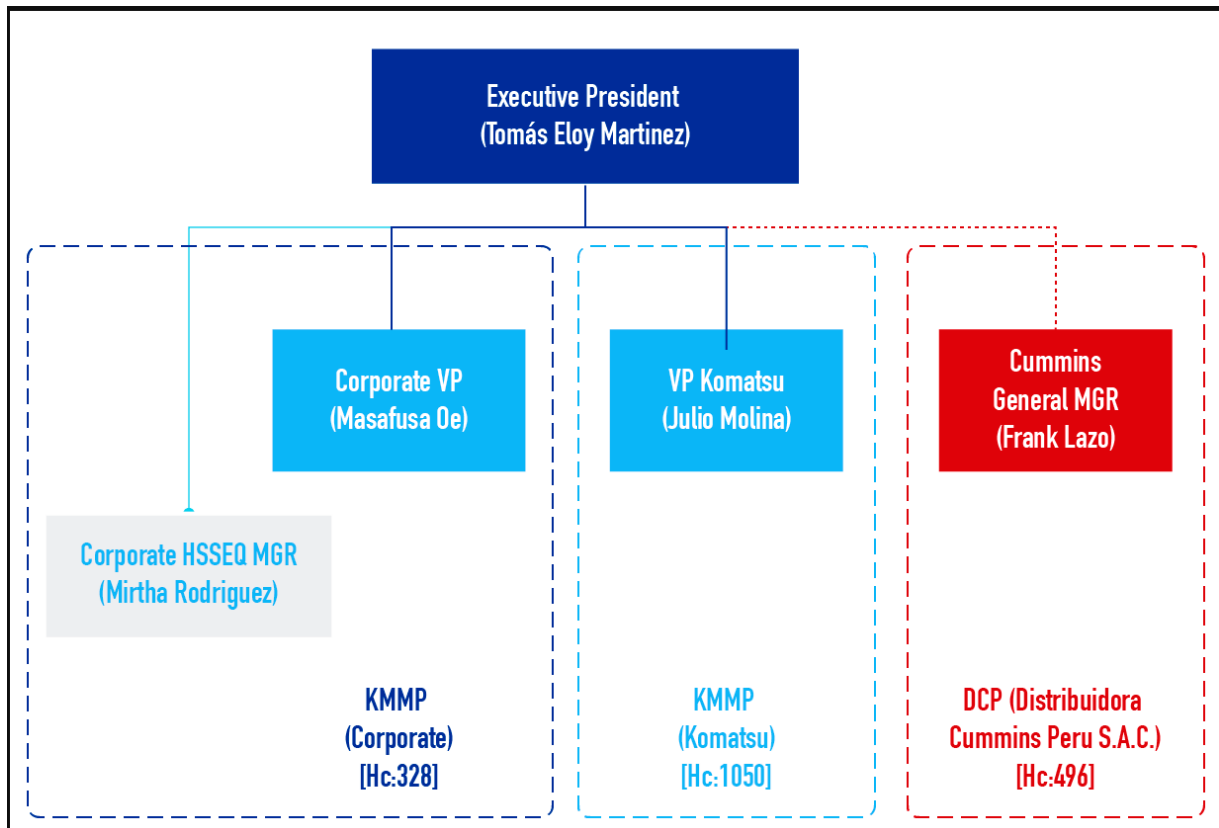 Executive President
(Tomás Eloy Martinez)
Corporate VP
(Masafusa Oe)
VP Komatsu
(Julio Molina)
Cummins
General MGR
(Frank Lazo)
Corporate HSSEQ MGR
(Mirtha Rodriguez)
KMMP
(Corporate)
[Hc:328]
KMMP
(Komatsu)
[Hc:1050]
DCP (Distribuidora
Cummins Peru S.A.C.)
[Hc:496]